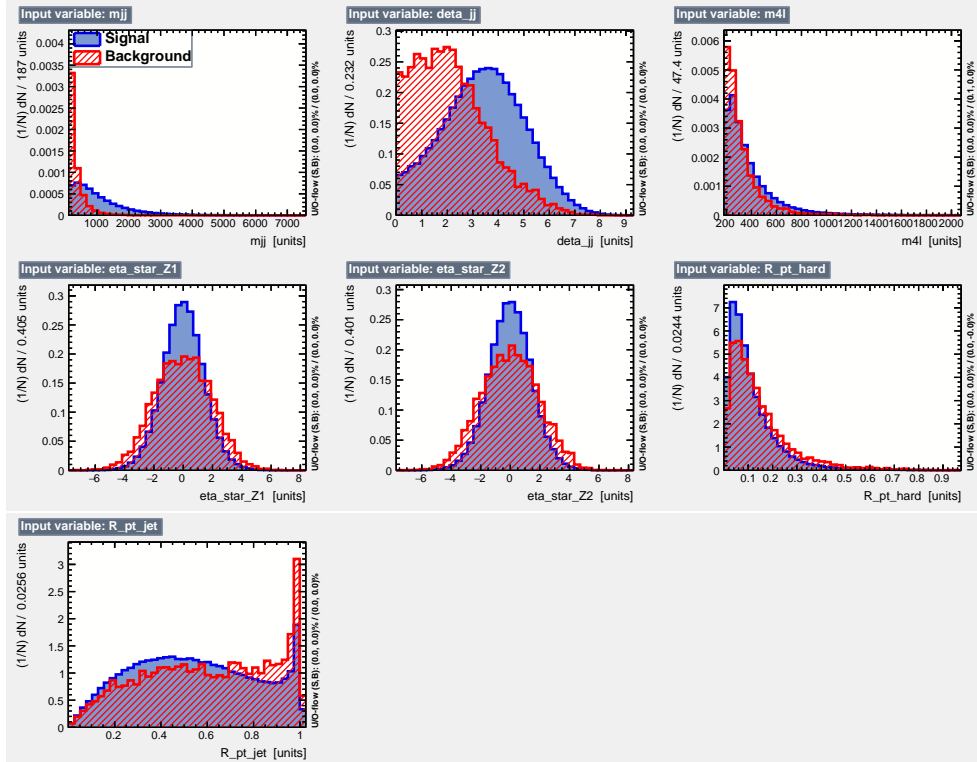 Input variable: mjj
Signal
Background
(1/N) dN / 187 units
0.004
0.0035
0.003
0.0025
0.002
0.0015
0.001
0.0005
0
1000 2000 3000 4000 5000 6000 7000
mjj [units]
U/O-flow (S,B): (0.0, 0.0)% / (0.0, 0.0)%
Input variable: deta_jj
(1/N) dN / 0.232 units
0.3
0.25
0.2
0.15
0.1
0.05
0
0 1 2 3 4 5 6 7 8 9
deta_jj [units]
U/O-flow (S,B): (0.0, 0.0)% / (0.0, 0.0)%
Input variable: m4l
(1/N) dN / 47.4 units
0.006
0.005
0.004
0.003
0.002
0.001
0
200 400 600 800 1000 1200 1400 1600 1800 2000
m4l [units]
U/O-flow (S,B): (0.0, 0.0)% / (0.1, 0.0)%
Input variable: eta_star_Z1
(1/N) dN / 0.405 units
0.3
0.25
0.2
0.15
0.1
0.05
0
−6 −4 −2 0 2 4 6 8
eta_star_Z1 [units]
U/O-flow (S,B): (0.0, 0.0)% / (0.0, 0.0)%
Input variable: eta_star_Z2
(1/N) dN / 0.401 units
0.3
0.25
0.2
0.15
0.1
0.05
0
−6 −4 −2 0 2 4 6 8
eta_star_Z2 [units]
U/O-flow (S,B): (0.0, 0.0)% / (0.0, 0.0)%
Input variable: R_pt_hard
(1/N) dN / 0.0244 units
7
6
5
4
3
2
1
0
0.1 0.2 0.3 0.4 0.5 0.6 0.7 0.8 0.9
R_pt_hard [units]
U/O-flow (S,B): (0.0, 0.0)% / (0.0, -0.0)%
Input variable: R_pt_jet
(1/N) dN / 0.0256 units
3
2.5
2
1.5
1
0.5
0
0.2 0.4 0.6 0.8 1
R_pt_jet [units]
U/O-flow (S,B): (0.0, 0.0)% / (0.0, 0.0)%